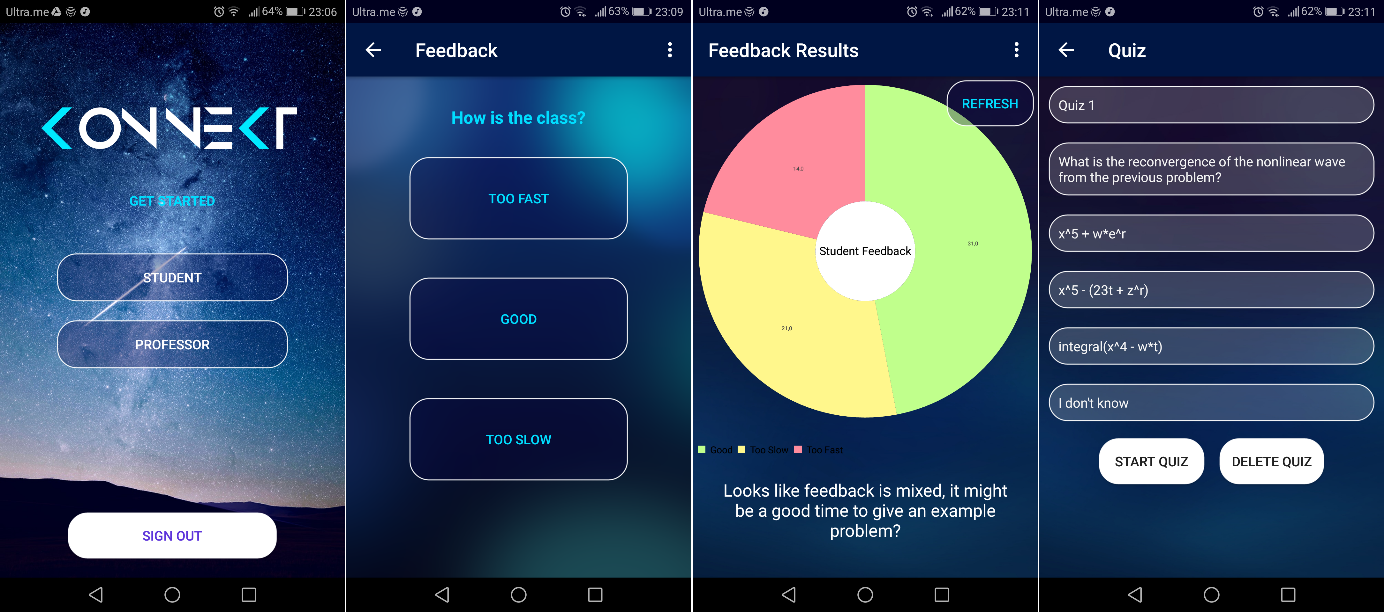 Ultra.me 64% 23:06
KONNEKT
GET STARTED
STUDENT
PROFESSOR
SIGN OUT
Ultra.me 63% 23:09
Feedback
How is the class?
TOO FAST
GOOD
TOO SLOW
Ultra.me 62% 23:11
Feedback Results
REFRESH
14,0
31,0
Student Feedback
21,0
Good Too Slow Too Fast
Looks like feedback is mixed, it might
be a good time to give an example
problem?
Ultra.me 62% 23:11
Quiz
Quiz 1
What is the reconvergence of the nonlinear wave
from the previous problem?
x^5 + w*e^r
x^5 - (23t + z^r)
integral(x^4 - w*t)
I don't know
START QUIZ DELETE QUIZ